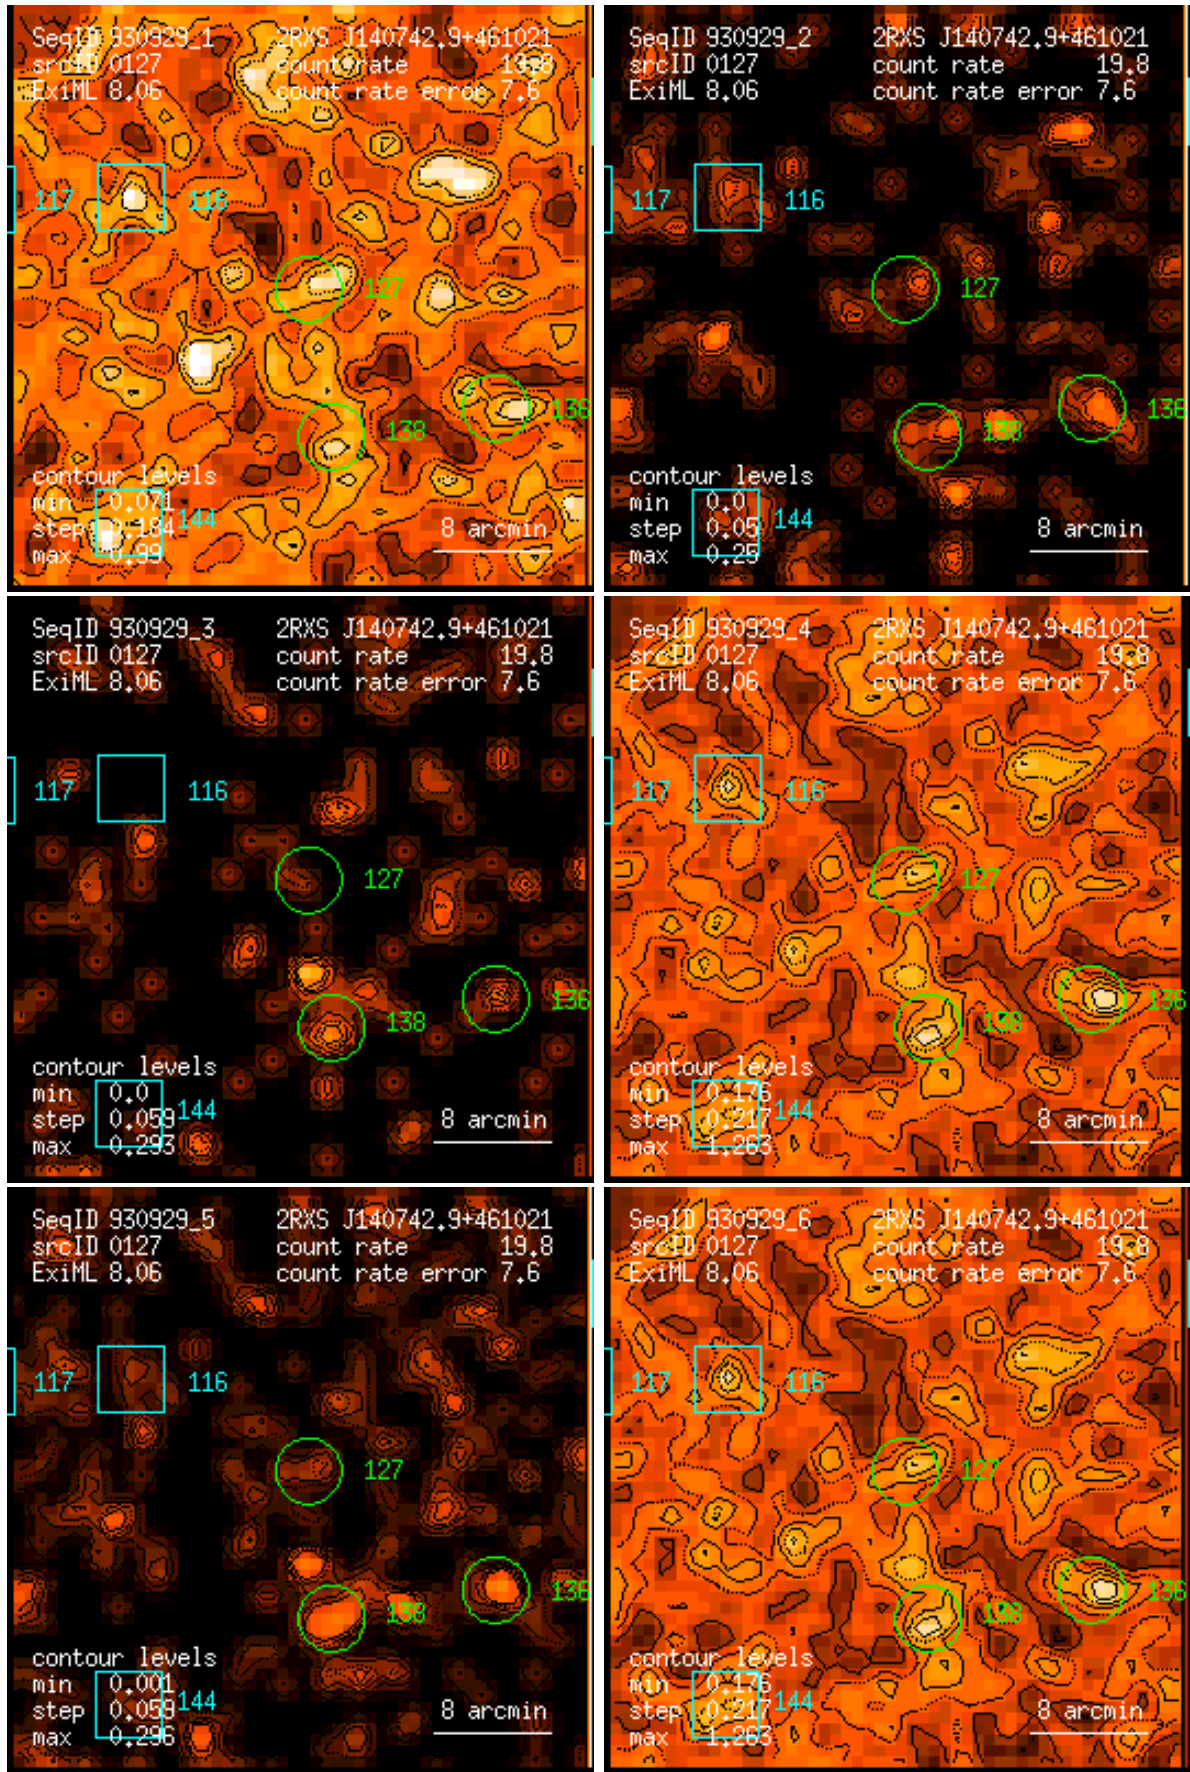 SeqID 930929_1 2RXS J140742.9+461021
srcID 0127 count rate 19.8
ExiML 8.06 count rate error 7.6
117 116
127
136
138
contour levels
min 0.071
step 0.184 144 8 arcmin
max 0.99
SeqID 930929_2 2RXS J140742.9+461021
srcID 0127 count rate 19.8
ExiML 8.06 count rate error 7.6
117 116
127
136
138
contour levels
min 0.0
step 0.05 144 8 arcmin
max 0.25
SeqID 930929_3 2RXS J140742.9+461021
srcID 0127 count rate 19.8
ExiML 8.06 count rate error 7.6
117 116
127
136
138
contour levels
min 0.0
step 0.059 144 8 arcmin
max 0.293
SeqID 930929_4 2RXS J140742.9+461021
srcID 0127 count rate 19.8
ExiML 8.06 count rate error 7.6
117 116
127
136
138
contour levels
min 0.176
step 0.217 144 8 arcmin
max 1.263
SeqID 930929_5 2RXS J140742.9+461021
srcID 0127 count rate 19.8
ExiML 8.06 count rate error 7.6
117 116
127
136
138
contour levels
min 0.001
step 0.059 144 8 arcmin
max 0.296
SeqID 930929_6 2RXS J140742.9+461021
srcID 0127 count rate 19.8
ExiML 8.06 count rate error 7.6
117 116
127
136
138
contour levels
min 0.176
step 0.217 144 8 arcmin
max 1.263